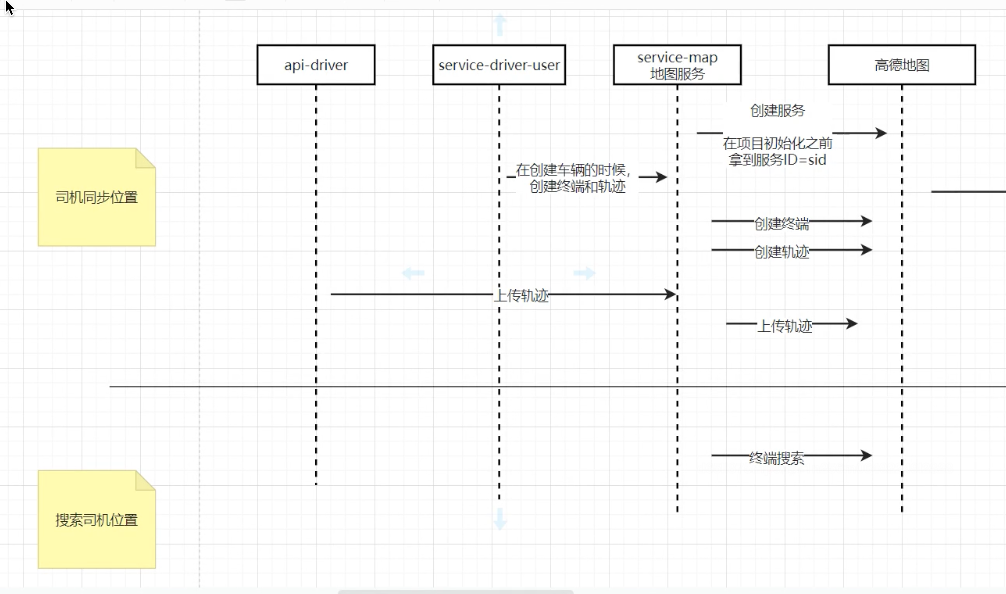 api-driver
service-driver-user
service-map
地图服务
高德地图
创建服务
在项目初始化之前
拿到服务ID=sid
司机同步位置
在创建车辆的时候,
创建终端和轨迹
创建终端
创建轨迹
上传轨迹
上传轨迹
终端搜索
搜索司机位置